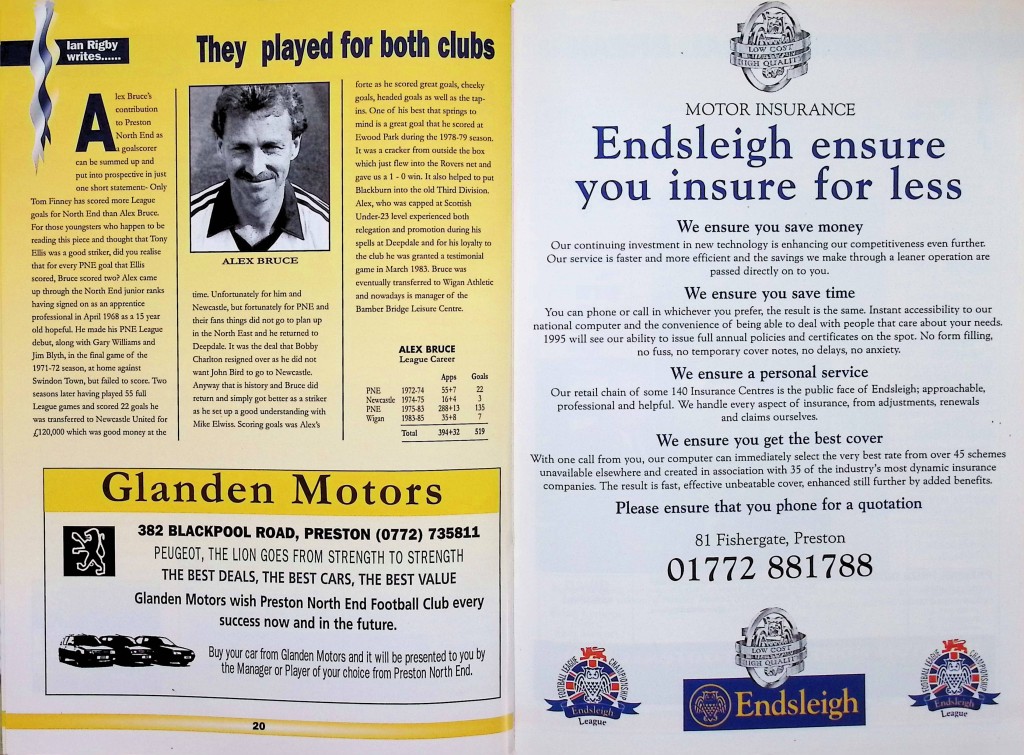 Ian Rigby
writes......
They played for both clubs
Alex Bruce's
contribution
to Preston
North End as
a goalscorer
can be summed up and
put into prospective in just
one short statement:- Only
Tom Finney has scored more League
goals for North End than Alex Bruce.
For those youngsters who happen to be
reading this piece and thought that Tony
Ellis was a good striker, did you realise
that for every PNE goal that Ellis
scored, Bruce scored two? Alex came
up through the North End junior ranks
having signed on as an apprentice
professional in April 1968 as a 15 year
old hopeful. He made his PNE League
debut, along with Gary Williams and
Jim Blyth, in the final game of the
1971-72 season, at home against
Swindon Town, but failed to score. Two
seasons later having played 55 full
League games and scored 22 goals he
was transferred to Newcastle United for
£120,000 which was good money at the
ALEX BRUCE
time. Unfortunately for him and
Newcastle, but fortunately for PNE and
their fans things did not go to plan up
in the North East and he returned to
Deepdale. It was the deal that Bobby
Charlton resigned over as he did not
want John Bird to go to Newcastle.
Anyway that is history and Bruce did
return and simply got better as a striker
as he set up a good understanding with
Mike Elwiss. Scoring goals was Alex's
forte as he scored great goals, cheeky
goals, headed goals as well as the tap-
ins. One of his best that springs to
mind is a great goal that he scored at
Ewood Park during the 1978-79 season.
It was a cracker from outside the box
which just flew into the Rovers net and
gave us a 1 - 0 win. It also helped to put
Blackburn into the old Third Division.
Alex, who was capped at Scottish
Under-23 level experienced both
relegation and promotion during his
spells at Deepdale and for his loyalty to
the club he was granted a testimonial
game in March 1983. Bruce was
eventually transferred to Wigan Athletic
and nowadays is manager of the
Bamber Bridge Leisure Centre.
ALEX BRUCE
League Career
Apps Goals
PNE 1972-74 55+7 22
Newcastle 1974-75 16+4 3
PNE 1975-83 288+13 135
Wigan 1983-85 35+8 7
Total 394+32 519
Glanden Motors
382 BLACKPOOL ROAD, PRESTON (0772) 735811
PEUGEOT, THE LION GOES FROM STRENGTH TO STRENGTH
THE BEST DEALS, THE BEST CARS, THE BEST VALUE
Glanden Motors wish Preston North End Football Club every
success now and in the future.
Buy your car from Glanden Motors and it will be presented to you by
the Manager or Player of your choice from Preston North End.
20
LOW COST
HIGH QUALITY
MOTOR INSURANCE
Endsleigh ensure
you insure for less
We ensure you save money
Our continuing investment in new technology is enhancing our competitiveness even further.
Our service is faster and more efficient and the savings we make through a leaner operation are
passed directly on to you.
We ensure you save time
You can phone or call in whichever you prefer, the result is the same. Instant accessibility to our
national computer and the convenience of being able to deal with people that care about your needs.
1995 will see our ability to issue full annual policies and certificates on the spot. No form filling,
no fuss, no temporary cover notes, no delays, no anxiety.
We ensure a personal service
Our retail chain of some 140 Insurance Centres is the public face of Endsleigh; approachable,
professional and helpful. We handle every aspect of insurance, from adjustments, renewals
and claims ourselves.
We ensure you get the best cover
With one call from you, our computer can immediately select the very best rate from over 45 schemes
unavailable elsewhere and created in association with 35 of the industry's most dynamic insurance
companies. The result is fast, effective unbeatable cover, enhanced still further by added benefits.
Please ensure that you phone for a quotation
81 Fishergate, Preston
01772 881788
FOOTBALL LEAGUE CHAMPIONSHIP
Endsleigh
League
LOW COST
HIGH QUALITY
Endsleigh
FOOTBALL LEAGUE CHAMPIONSHIP
Endsleigh
League